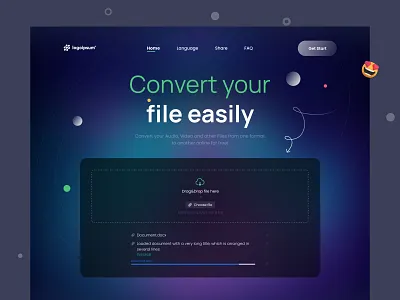 logoipsum
Home
Language
Share
FAQ
Get Start
Convert your
file easily
Convert your Audio, Video and other Files from one format
to another online for free!
Drag&Drop file here
Choose file
Document.docx
Loaded document with a very long title, which is arranged in
several lines